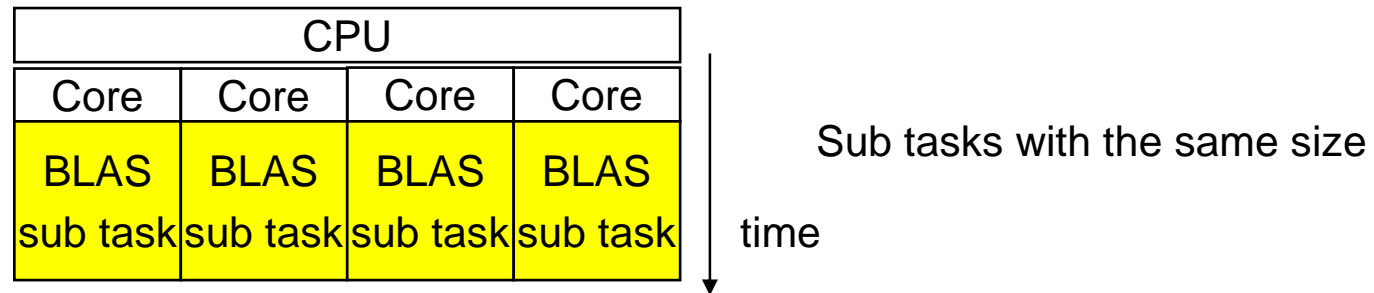 CPU
Core Core Core Core
BLAS BLAS BLAS BLAS
sub task sub task sub task sub task
Sub tasks with the same size
time